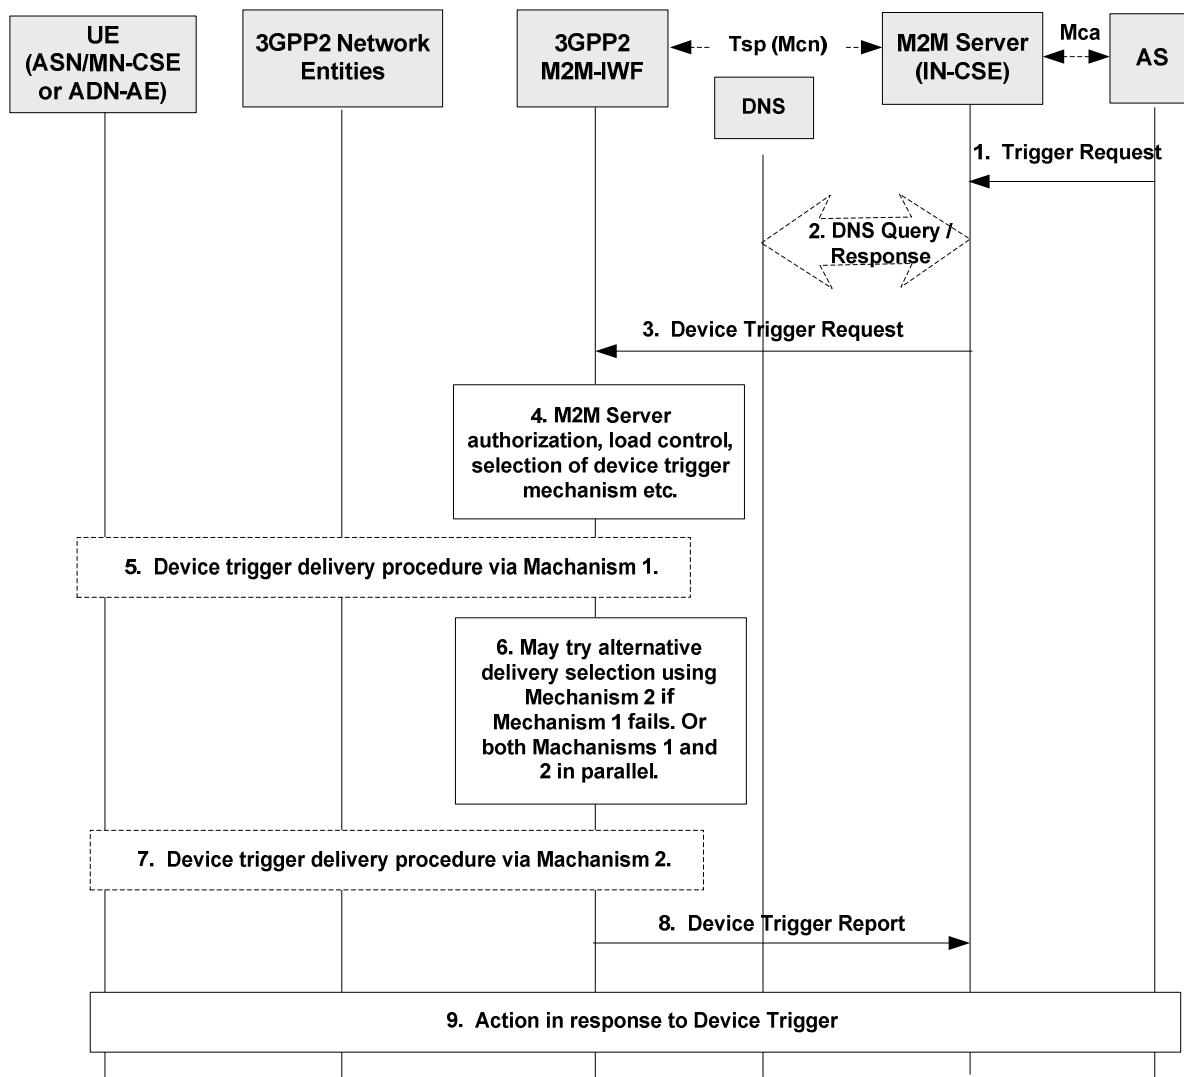 UE
(ASN/MN-CSE
or ADN-AE)
3GPP2 Network
Entities
3GPP2
M2M-IWF
Tsp (Mcn)
M2M Server
(IN-CSE)
Mca
AS
DNS
1. Trigger Request
2. DNS Query /
Response
3. Device Trigger Request
4. M2M Server
authorization, load control,
selection of device trigger
mechanism etc.
5. Device trigger delivery procedure via Machanism 1.
6. May try alternative
delivery selection using
Mechanism 2 if
Mechanism 1 fails. Or
both Machanisms 1 and
2 in parallel.
7. Device trigger delivery procedure via Machanism 2.
8. Device Trigger Report
9. Action in response to Device Trigger